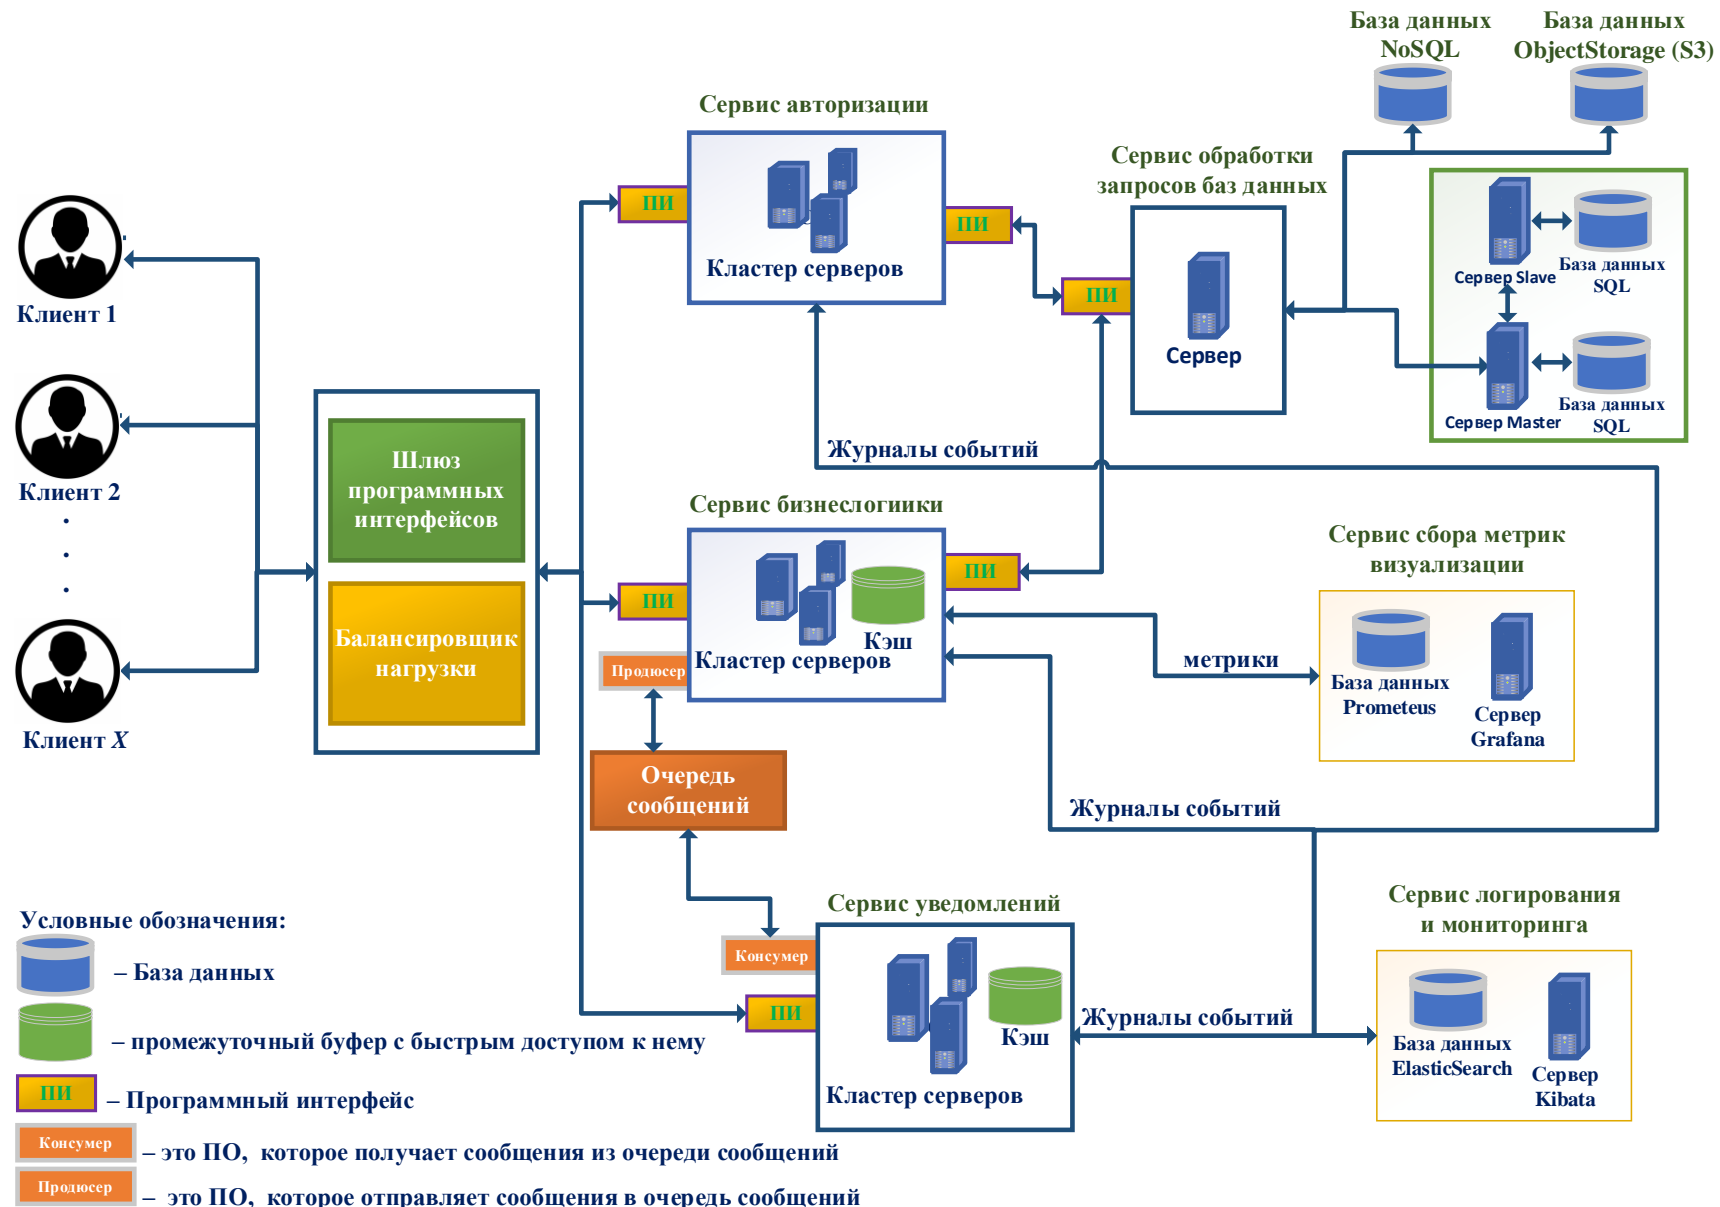 База данных
NoSQL
База данных
ObjectStorage (S3)
Сервис авторизации
ПИ
Кластер серверов
ПИ
Сервис обработки
запросов баз данных
ПИ
Сервер
Сервер Slave
База данных
SQL
Сервер Master
База данных
SQL
Клиент 1
Клиент 2
Клиент X
Шлюз
программных
интерфейсов
Балансировщик
нагрузки
Журналы событий
Сервис бизнеслогиики
ПИ
Кэш
Кластер серверов
ПИ
Продюсер
Сервис сбора метрик
визуализации
метрики
База данных
Prometeus
Сервер
Grafana
Очередь
сообщений
Журналы событий
Сервис уведомлений
Консумер
ПИ
Кэш
Кластер серверов
Журналы событий
Сервис логирования
и мониторинга
База данных
ElasticSearch
Сервер
Kibata
Условные обозначения:
– База данных
– промежуточный буфер с быстрым доступом к нему
ПИ
– Программный интерфейс
Консумер
– это ПО, которое получает сообщения из очереди сообщений
Продюсер
– это ПО, которое отправляет сообщения в очередь сообщений